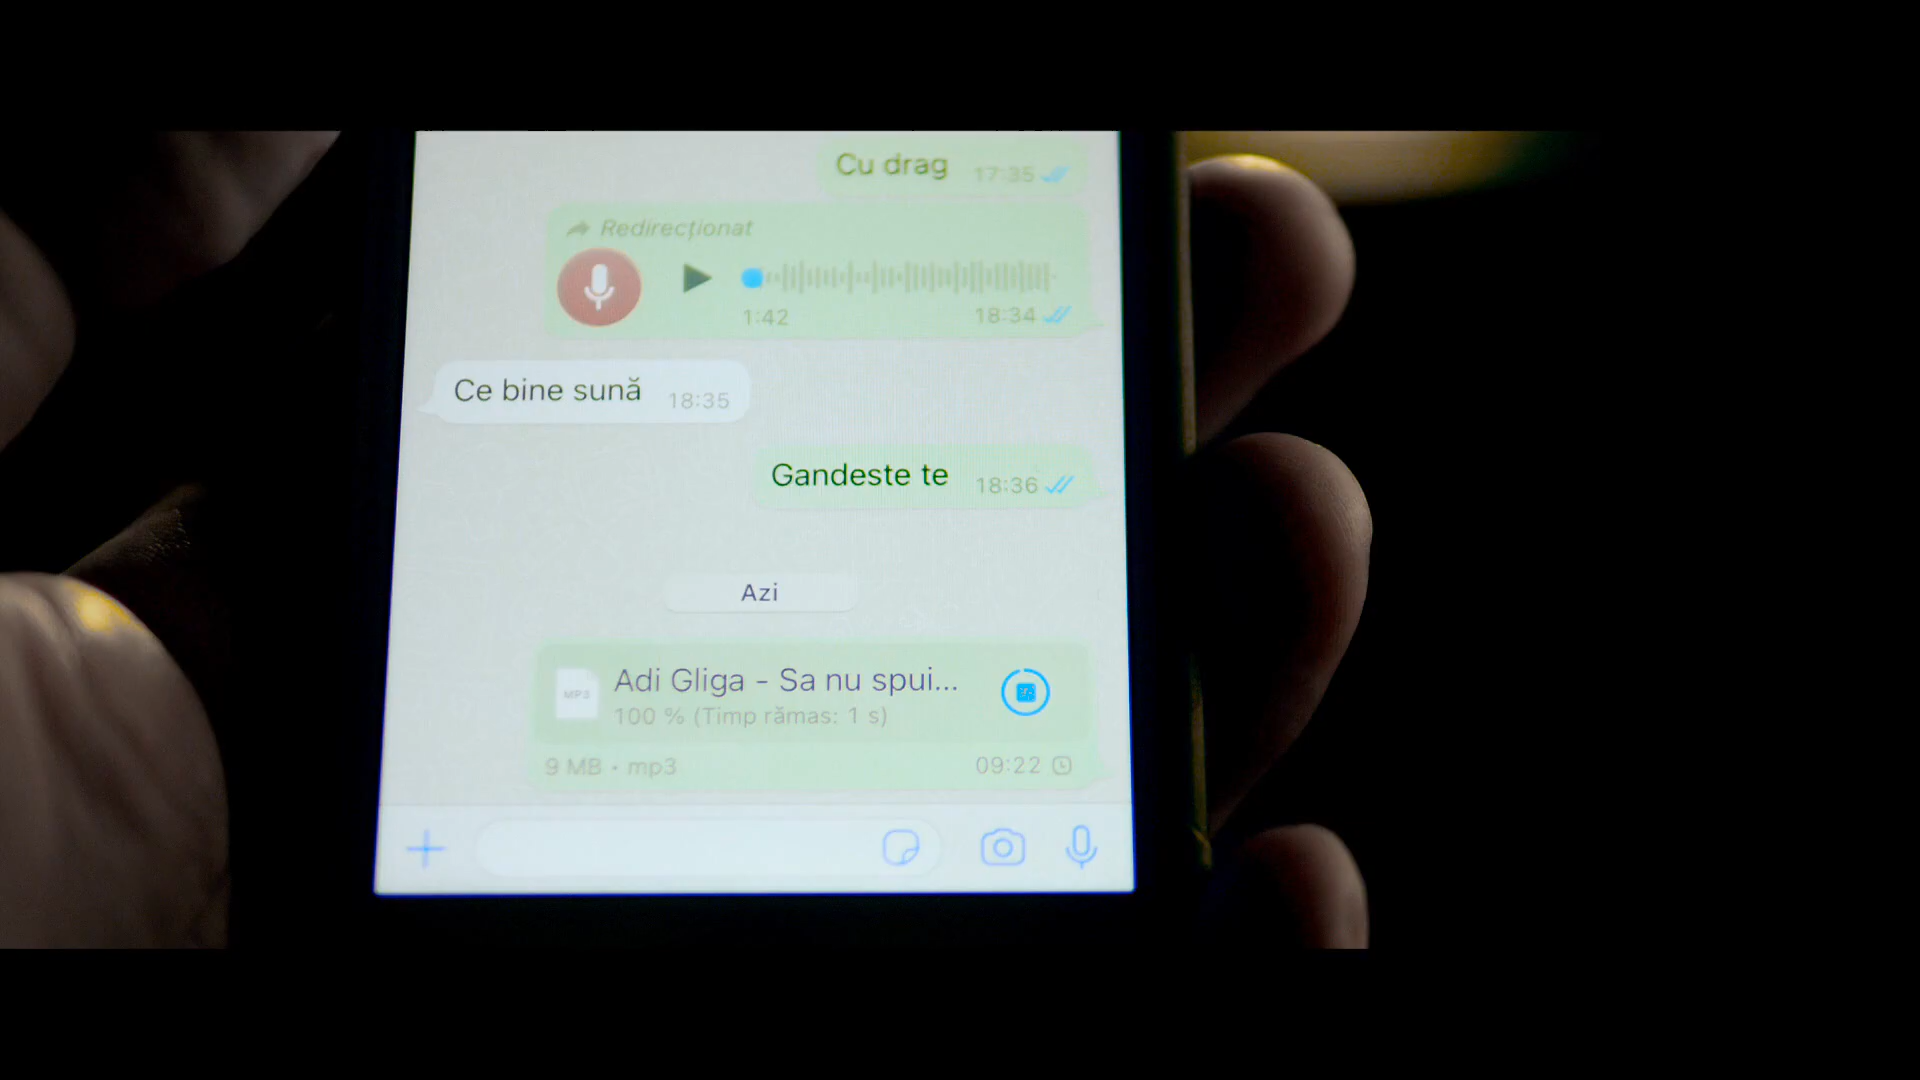 Cu drag 17:35
Redirecționat
1:42 18:34
Ce bine sună 18:35
Gandeste te 18:36
Azi
MP3 Adi Gliga - Sa nu spui...
100 % (Timp rămas: 1 s)
9 MB • mp3 09:22